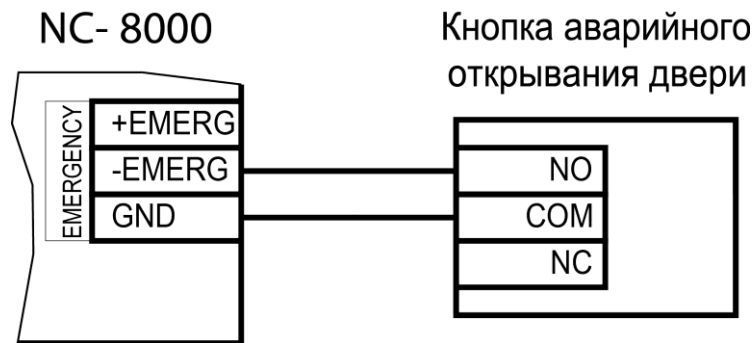 NC- 8000
Кнопка аварийного
открывания двери
EMERGENCY
+EMERG
-EMERG
GND
NO
COM
NC